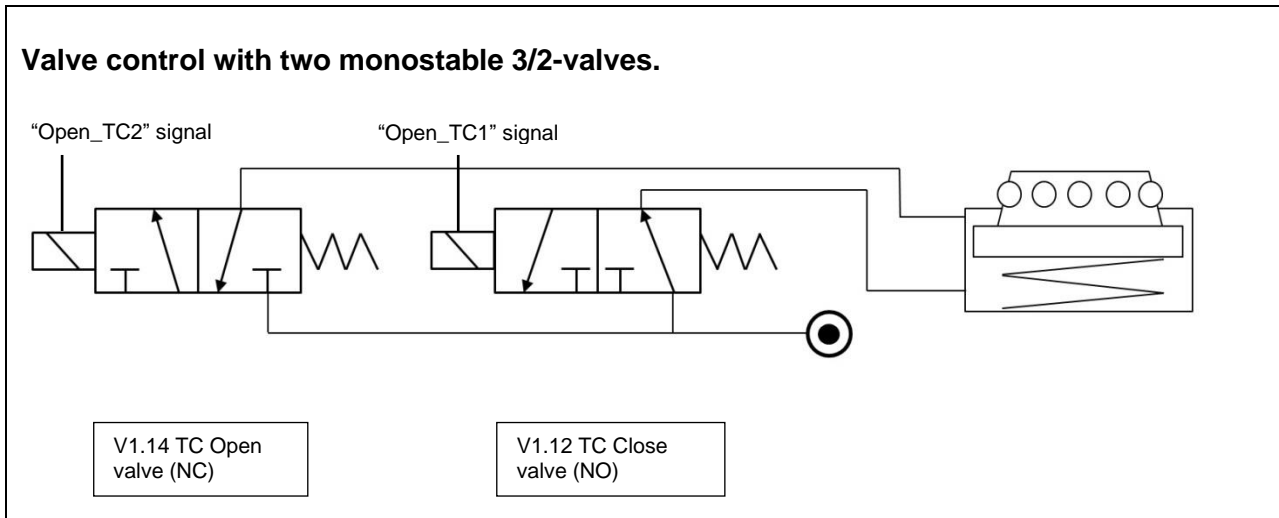 Valve control with two monostable 3/2-valves.
“Open_TC2” signal
“Open_TC1” signal
V1.14 TC Open
valve (NC)
V1.12 TC Close
valve (NO)